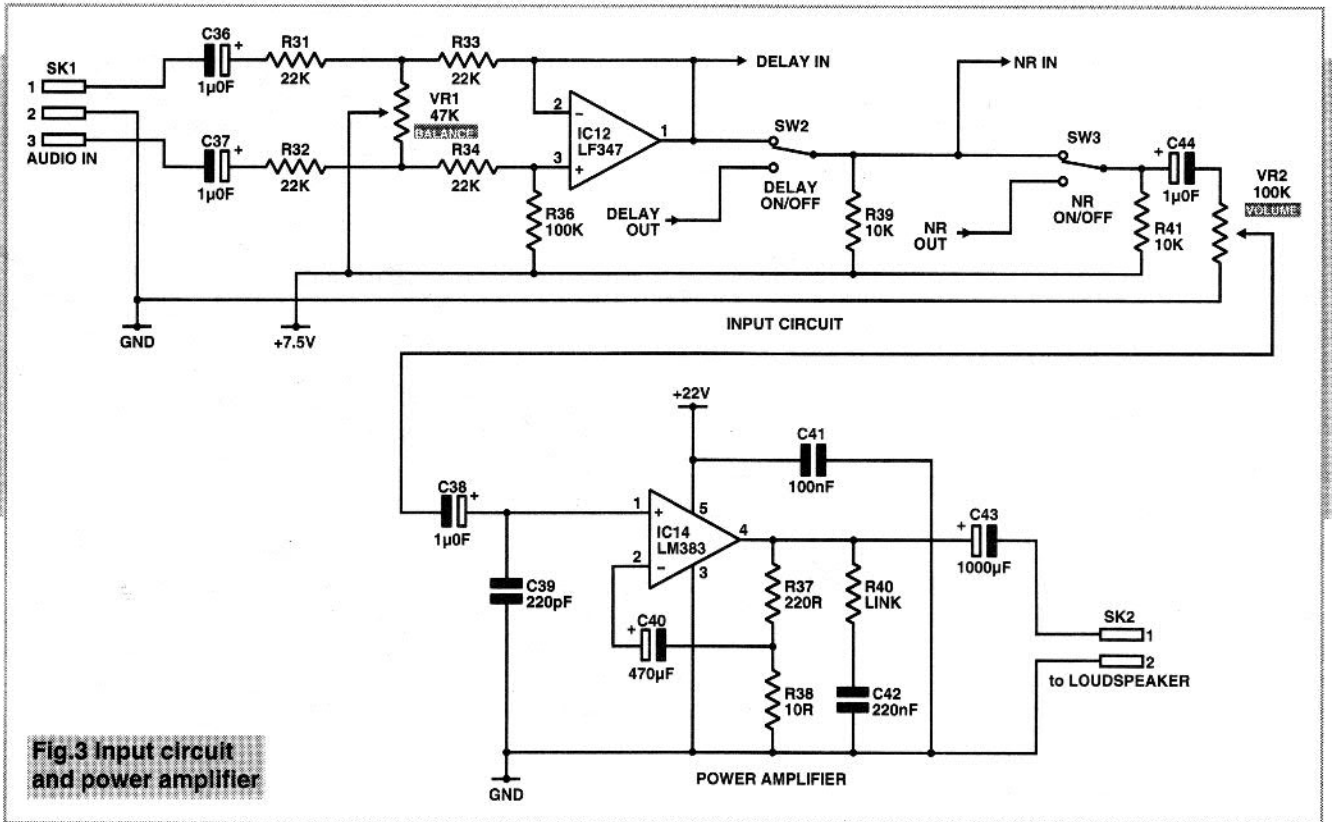 C36
+
1µ0F
R31
22K
R33
22K
DELAY IN
NR IN
SK1
1
2
3
AUDIO IN
VR1
47K
BALANCE
2
−
IC12
LF347
1
3
+
SW2
SW3
C37
+
1µ0F
R32
22K
R34
22K
DELAY
ON/OFF
DELAY
OUT
R36
100K
R39
10K
NR
ON/OFF
NR
OUT
+
C44
1µ0F
R41
10K
VR2
100K
VOLUME
GND
+7.5V
INPUT CIRCUIT
+22V
C41
100nF
C38
+
1µ0F
1
+
5
IC14
LM383
4
2
−
3
+
C43
1000µF
C39
220pF
R37
220R
R40
LINK
+
C40
470µF
SK2
1
2
to LOUDSPEAKER
R38
10R
C42
220nF
Fig.3 Input circuit
and power amplifier
GND
POWER AMPLIFIER